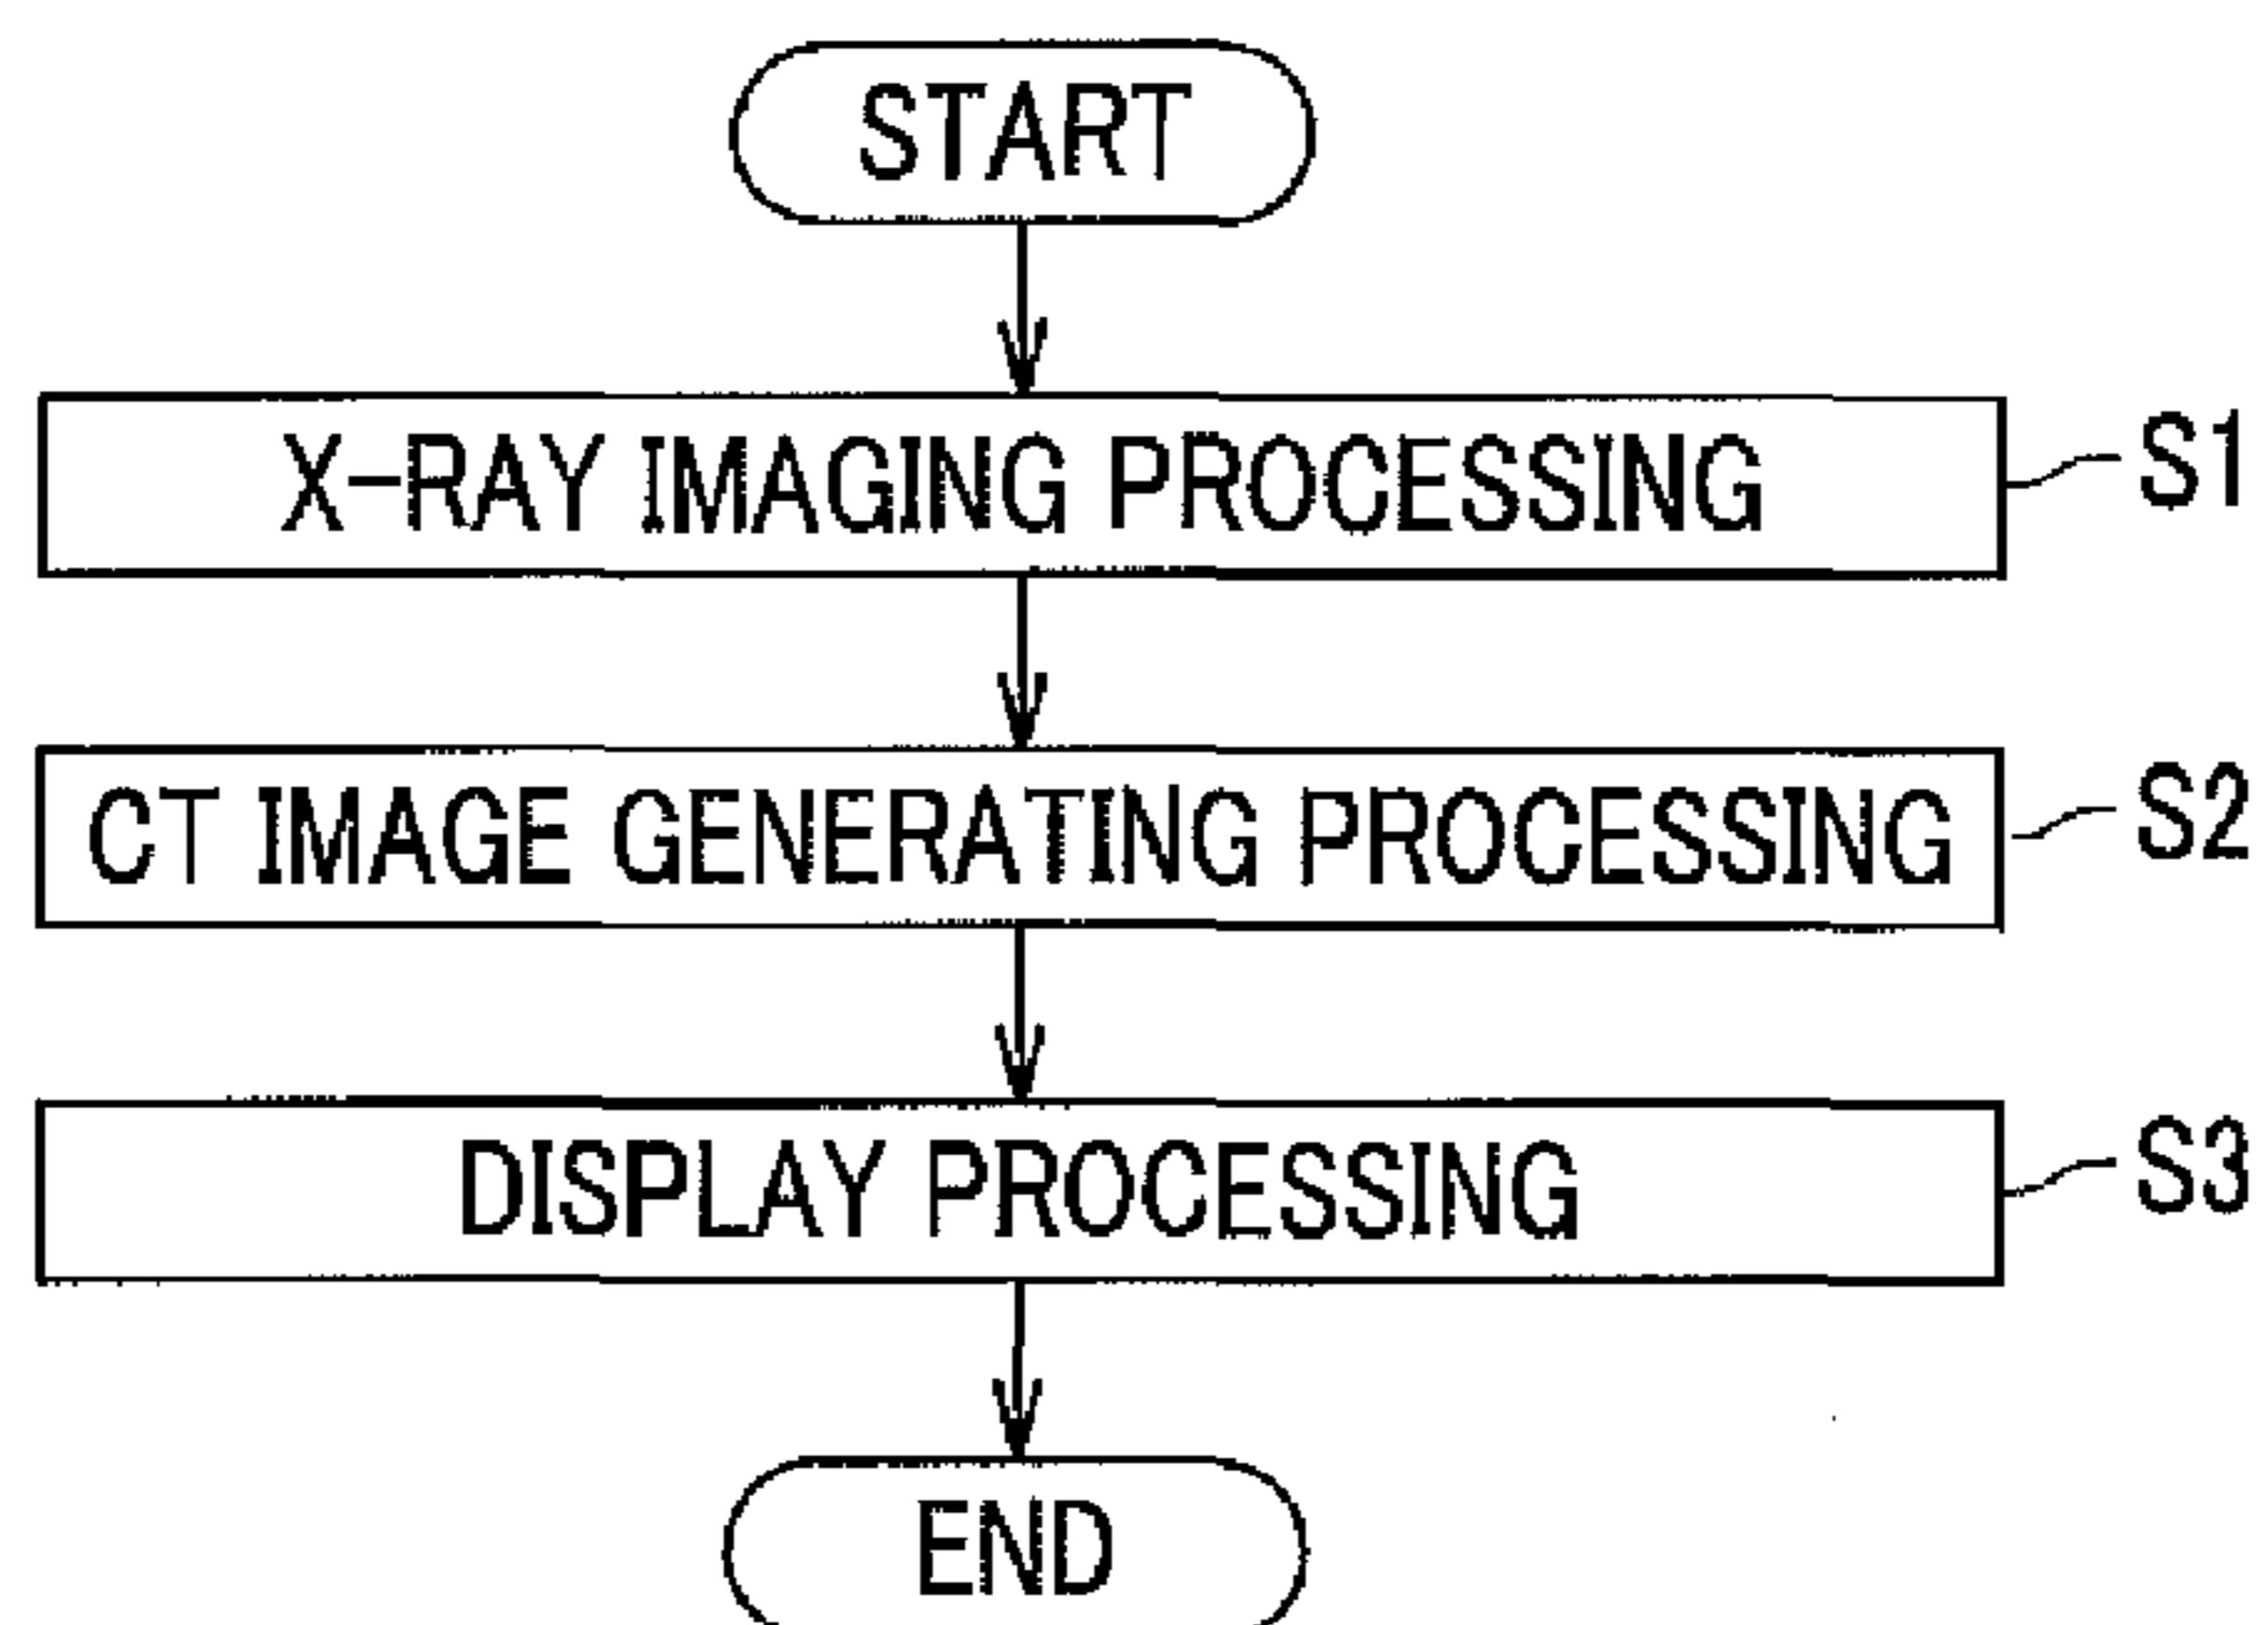 START
X-RAY IMAGING PROCESSING
S1
CT IMAGE GENERATING PROCESSING
S2
DISPLAY PROCESSING
S3
END